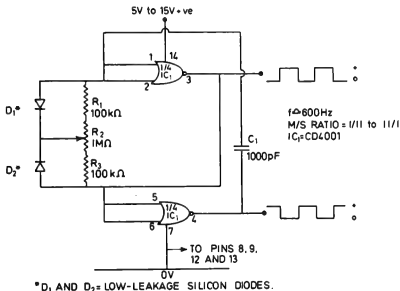 5V to 15V +ve
1
14
1/4
IC1
2
3
+
o
D1*
R1
100kΩ
R2
1MΩ
D2*
R3
100kΩ
C1
1000pF
f≏600Hz
M/S RATIO = 1/11 to 11/1
IC1=CD4001
5
1/4
IC1
6
4
7
+
o
TO PINS 8, 9,
12 AND 13
0V
*D1 AND D2= LOW-LEAKAGE SILICON DIODES.